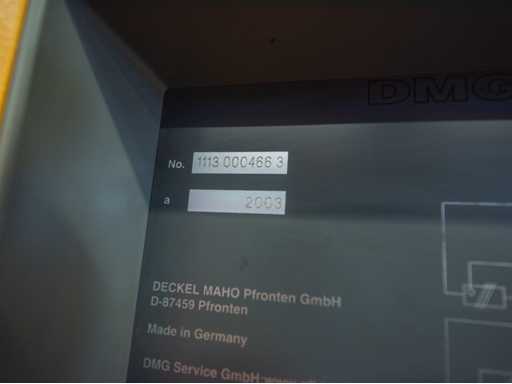 DMG
No. 1113 000466 3
a 2003
DECKEL MAHO Pfronten GmbH
D-87459 Pfronten
Made in Germany
DMG Service GmbH